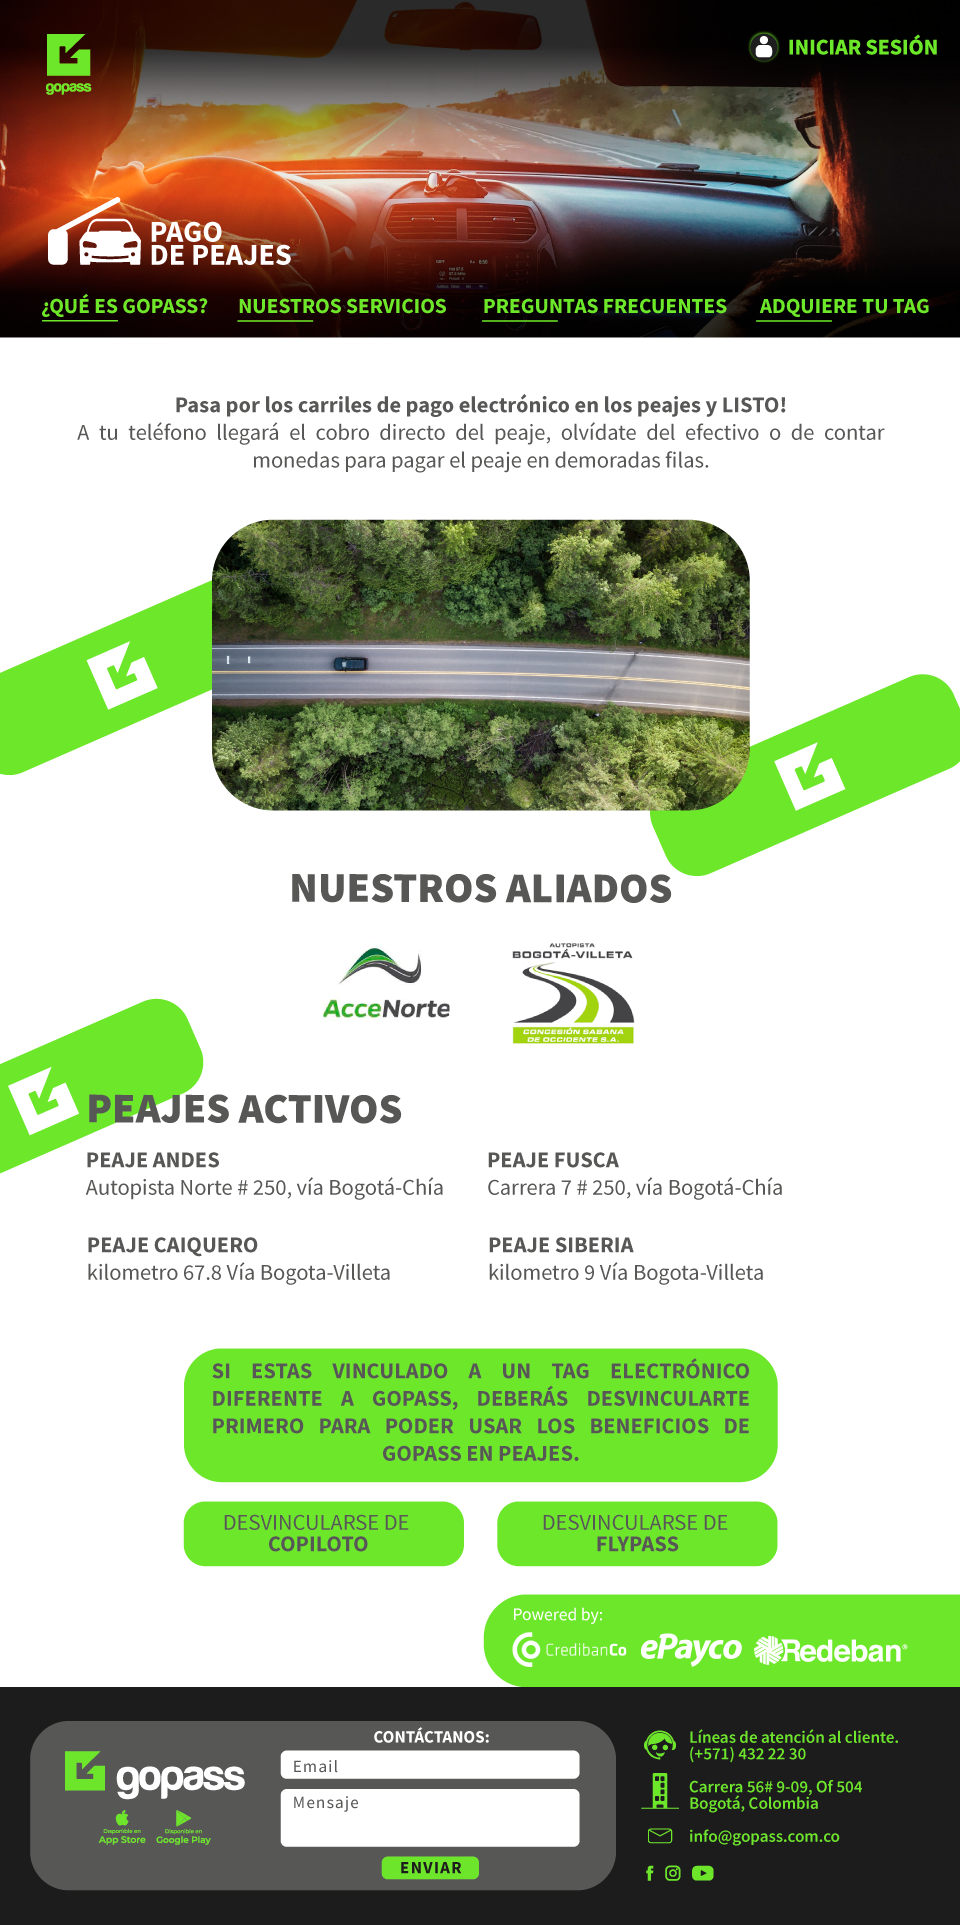 gopass
INICIAR SESIÓN
PAGO
DE PEAJES
¿QUÉ ES GOPASS? NUESTROS SERVICIOS PREGUNTAS FRECUENTES ADQUIERE TU TAG
Pasa por los carriles de pago electrónico en los peajes y LISTO!
A tu teléfono llegará el cobro directo del peaje, olvídate del efectivo o de contar
monedas para pagar el peaje en demoradas filas.
NUESTROS ALIADOS
AcceNorte
AUTOPISTA
BOGOTÁ-VILLETA
CONCESIÓN SABANA
DE OCCIDENTE S.A.
PEAJES ACTIVOS
PEAJE ANDES
Autopista Norte # 250, vía Bogotá-Chía
PEAJE FUSCA
Carrera 7 # 250, vía Bogotá-Chía
PEAJE CAIQUERO
kilometro 67.8 Vía Bogota-Villeta
PEAJE SIBERIA
kilometro 9 Vía Bogota-Villeta
SI ESTAS VINCULADO A UN TAG ELECTRÓNICO
DIFERENTE A GOPASS, DEBERÁS DESVINCULARTE
PRIMERO PARA PODER USAR LOS BENEFICIOS DE
GOPASS EN PEAJES.
DESVINCULARSE DE
COPILOTO
DESVINCULARSE DE
FLYPASS
Powered by:
CredibanCo ePayco Redeban®
gopass
Disponible en
App Store
Disponible en
Google Play
CONTÁCTANOS:
Email
Mensaje
ENVIAR
Líneas de atención al cliente.
(+571) 432 22 30
Carrera 56# 9-09, Of 504
Bogotá, Colombia
info@gopass.com.co